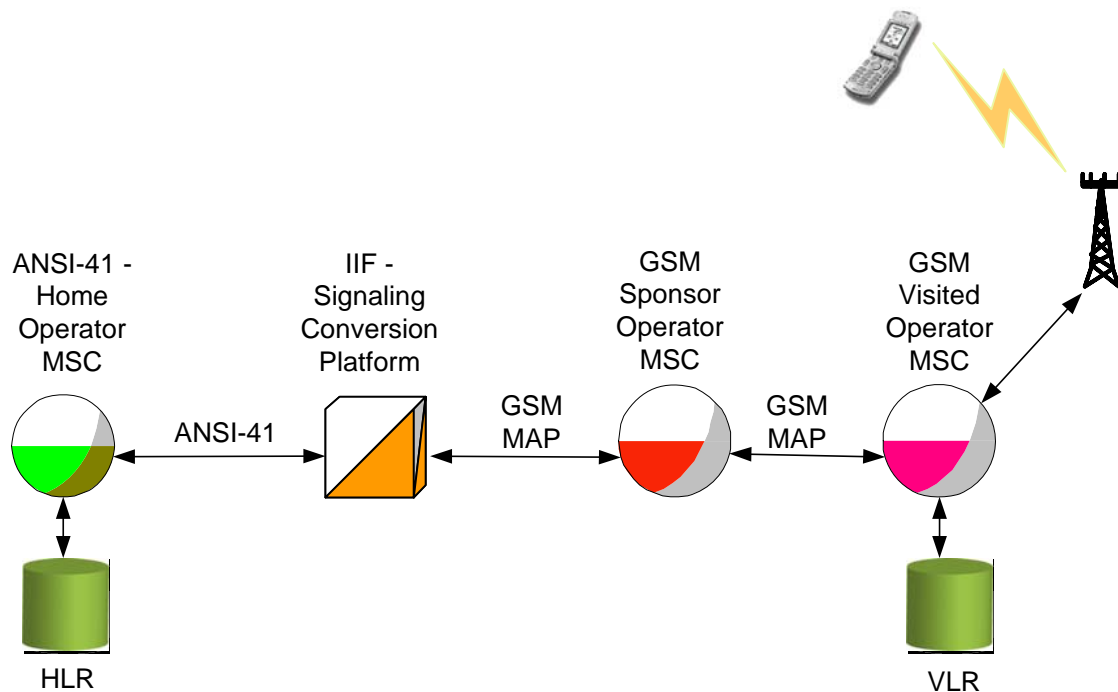 ANSI-41 -
Home
Operator
MSC
IIF -
Signaling
Conversion
Platform
GSM
Sponsor
Operator
MSC
GSM
Visited
Operator
MSC
ANSI-41
GSM
MAP
GSM
MAP
HLR
VLR